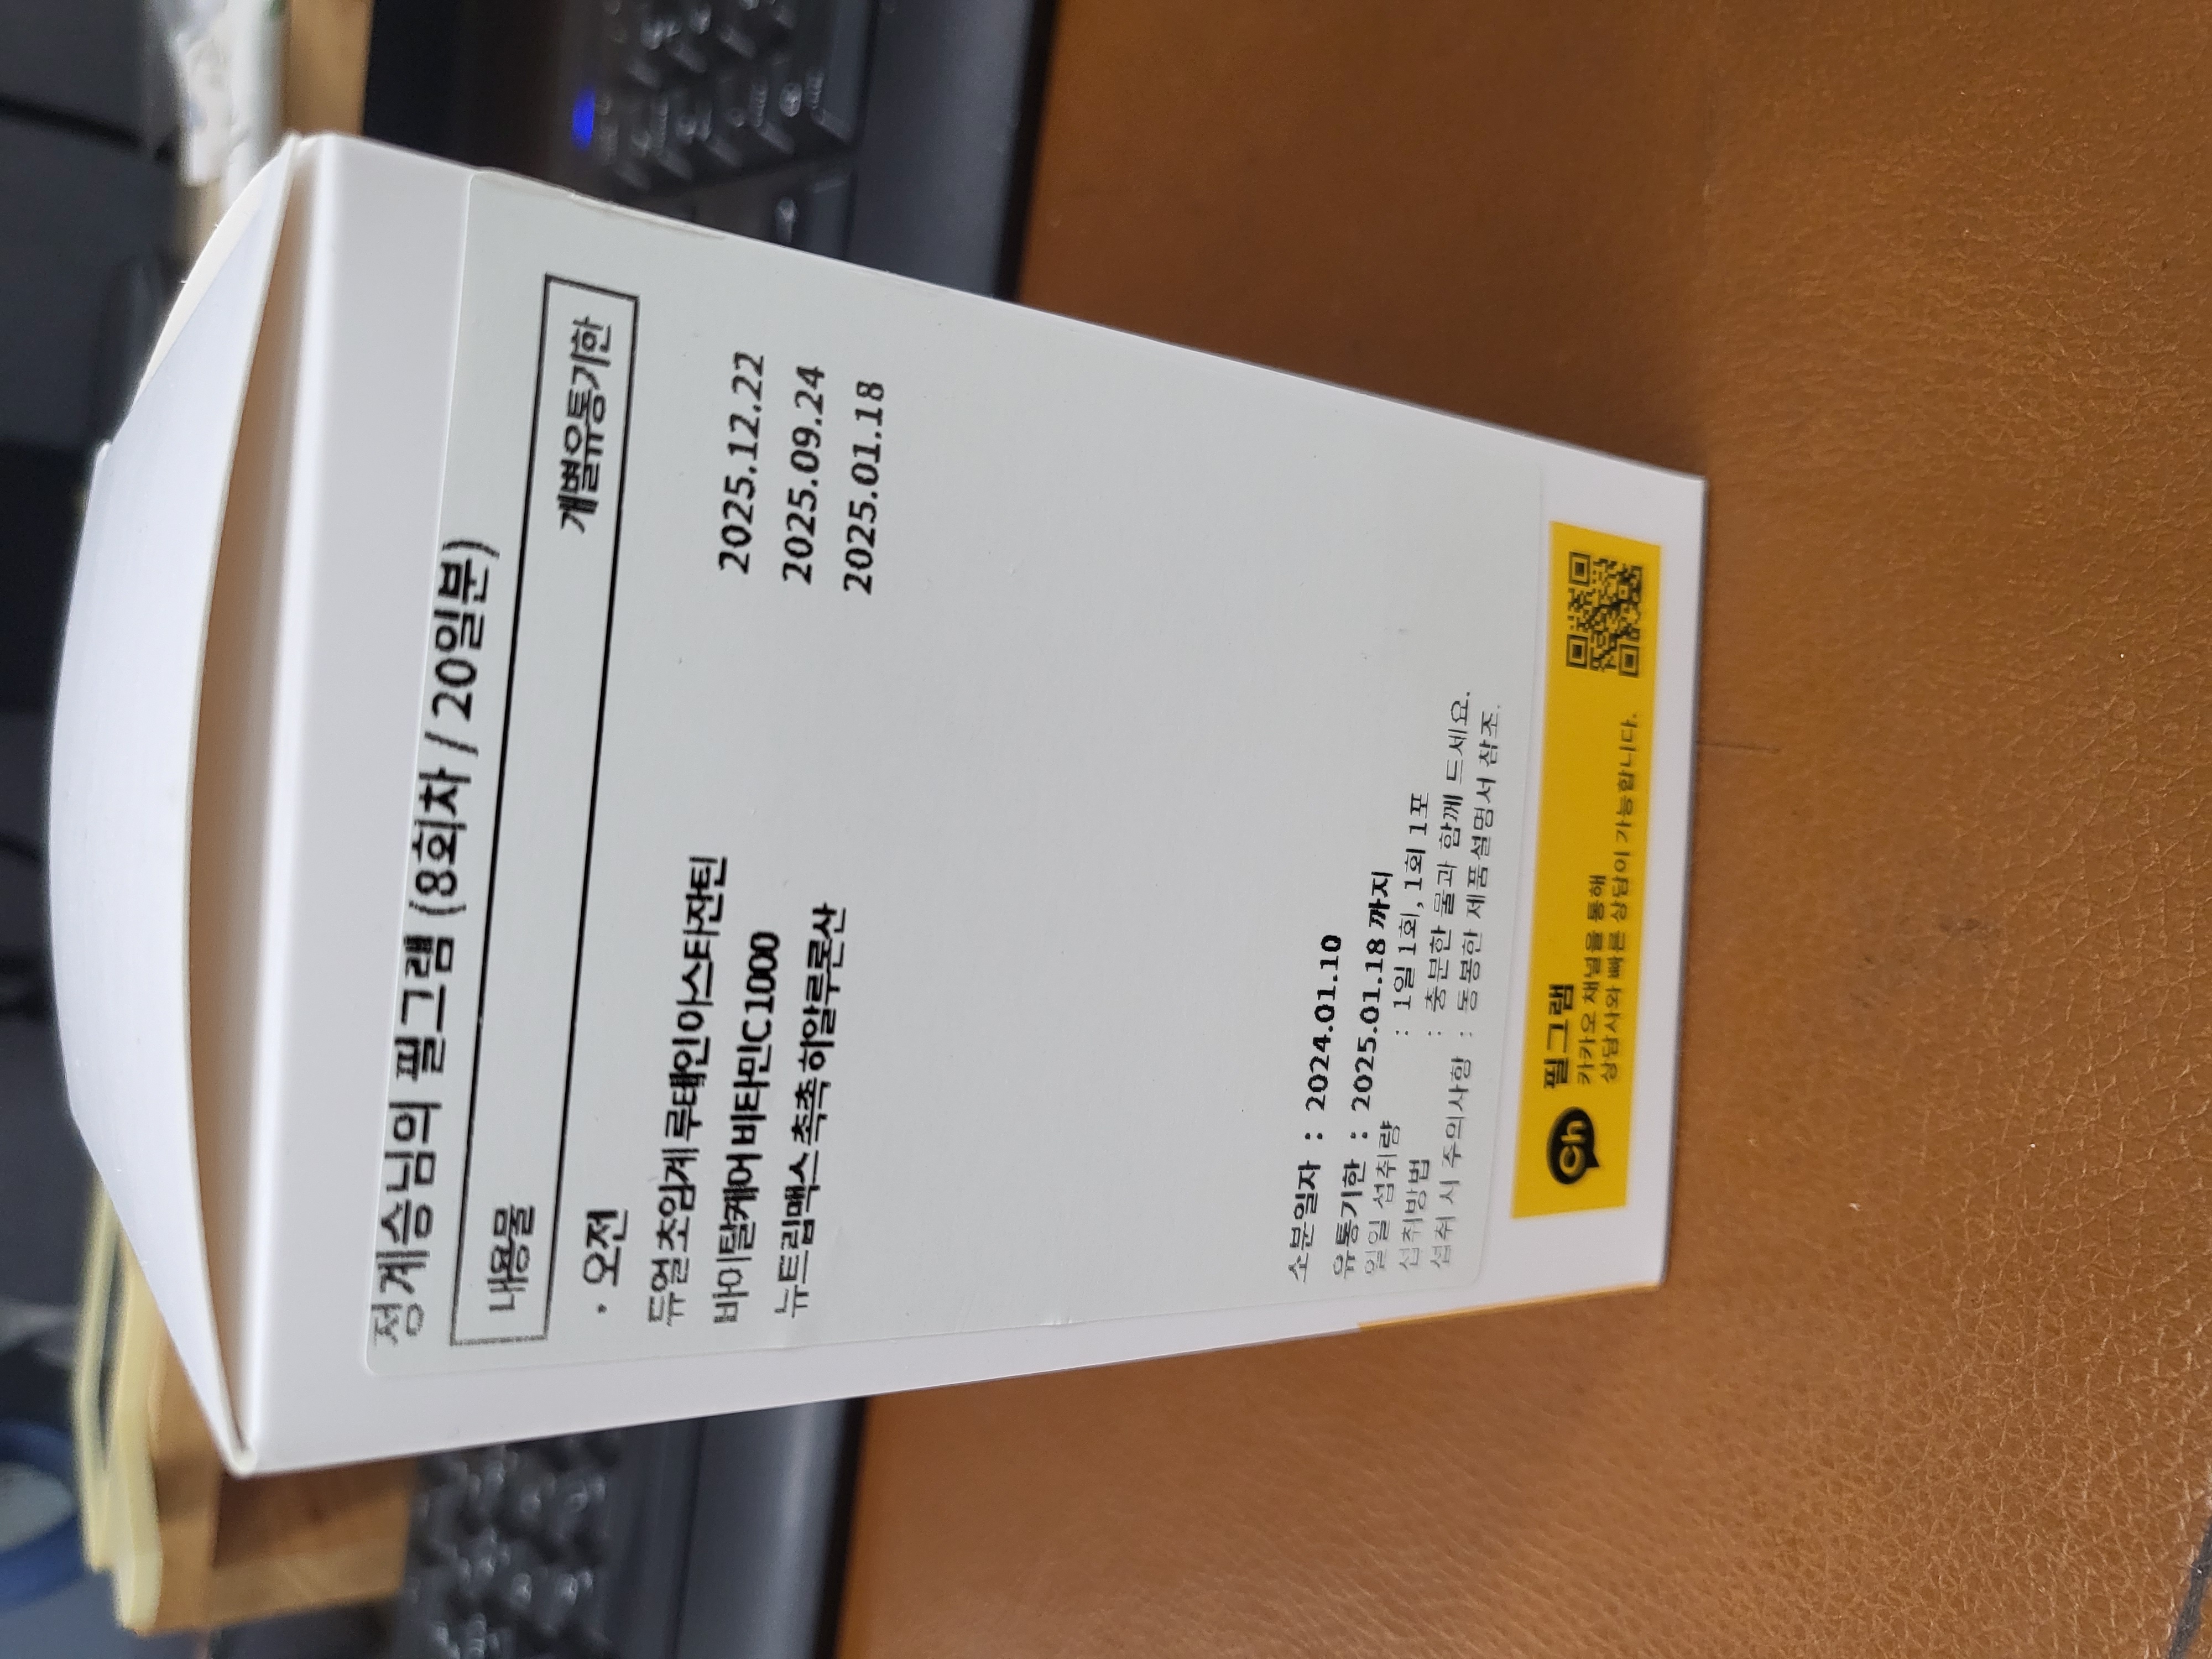 정계승님의 필그램 (8회차 / 20일분)
내용물 개별유통기한
· 오전
듀얼초임계 루테인아스타잔틴 2025.12.22
바이탈케어 비타민C1000 2025.09.24
뉴트립맥스 촉촉 히알루론산 2025.01.18
소분일자 : 2024.01.10
유통기한 : 2025.01.18 까지
일일 섭취량 : 1일 1회, 1회 1포
섭취방법 : 충분한 물과 함께 드세요.
섭취 시 주의사항 : 동봉한 제품설명서 참조.
Ch 필그램
카카오 채널을 통해
상담사와 빠른 상담이 가능합니다.